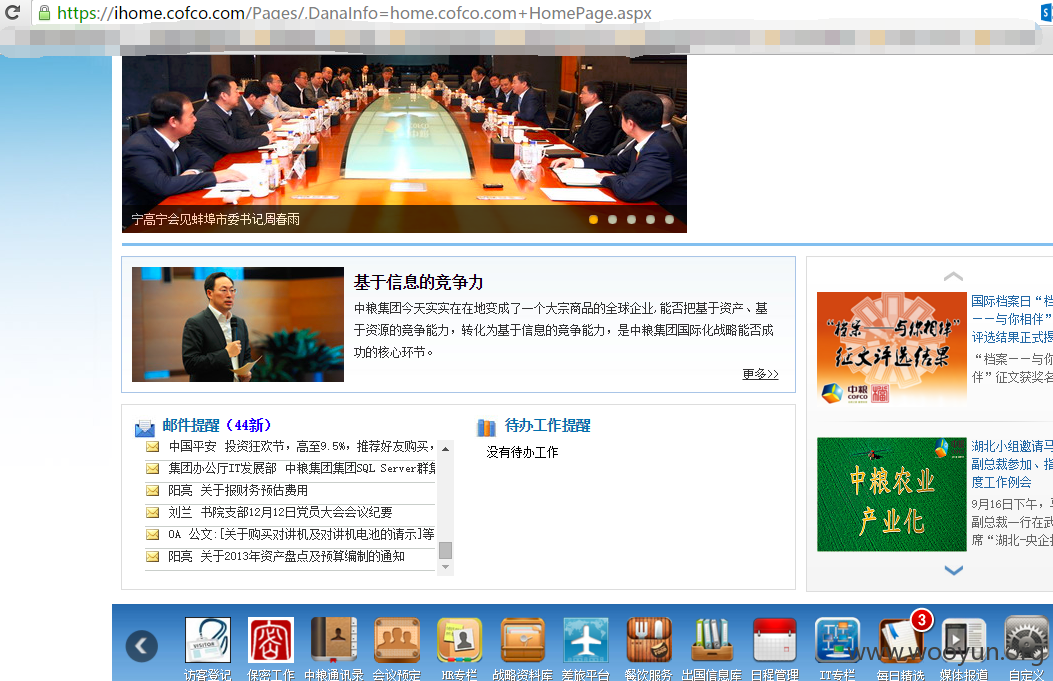 https://ihome.cofco.com/Pages/.DanaInfo=home.cofco.com+HomePage.aspx
宁高宁会见蚌埠市委书记周春雨
基于信息的竞争力
中粮集团今天实实在在地变成了一个大宗商品的全球企业,能否把基于资产、基
于资源的竞争能力，转化为基于信息的竞争能力，是中粮集团国际化战略能否成
功的核心环节。
更多>>
邮件提醒（44新）
中国平安 投资狂欢节，高至9.5%，推荐好友购买，
集团办公厅IT发展部 中粮集团集团SQL Server群集
阳亮 关于报财务预估费用
刘兰 书院支部12月12日党员大会会议纪要
OA 公文:[关于购买对讲机及对讲机电池的请示]等
阳亮 关于2013年资产盘点及预算编制的通知
待办工作提醒
没有待办工作
“档案——与你相伴”
征文评选结果
中粮
COFCO
国际档案日“档
——与你相伴”
评选结果正式揭
“档案——与你
伴”征文获奖名
中粮农业
产业化
湖北小组邀请马
副总裁参加、指
度工作例会
9月16日下午，马
副总裁一行在武
席“湖北-央企扌
VISITOR
3
访客登记 保密工作 中粮通讯录 会议预定 HR专栏 战略资料库 差旅平台 餐饮服务 出国信息库 日程管理 IT专栏 每日精选 媒体报道 自定义
www.wooyun.org